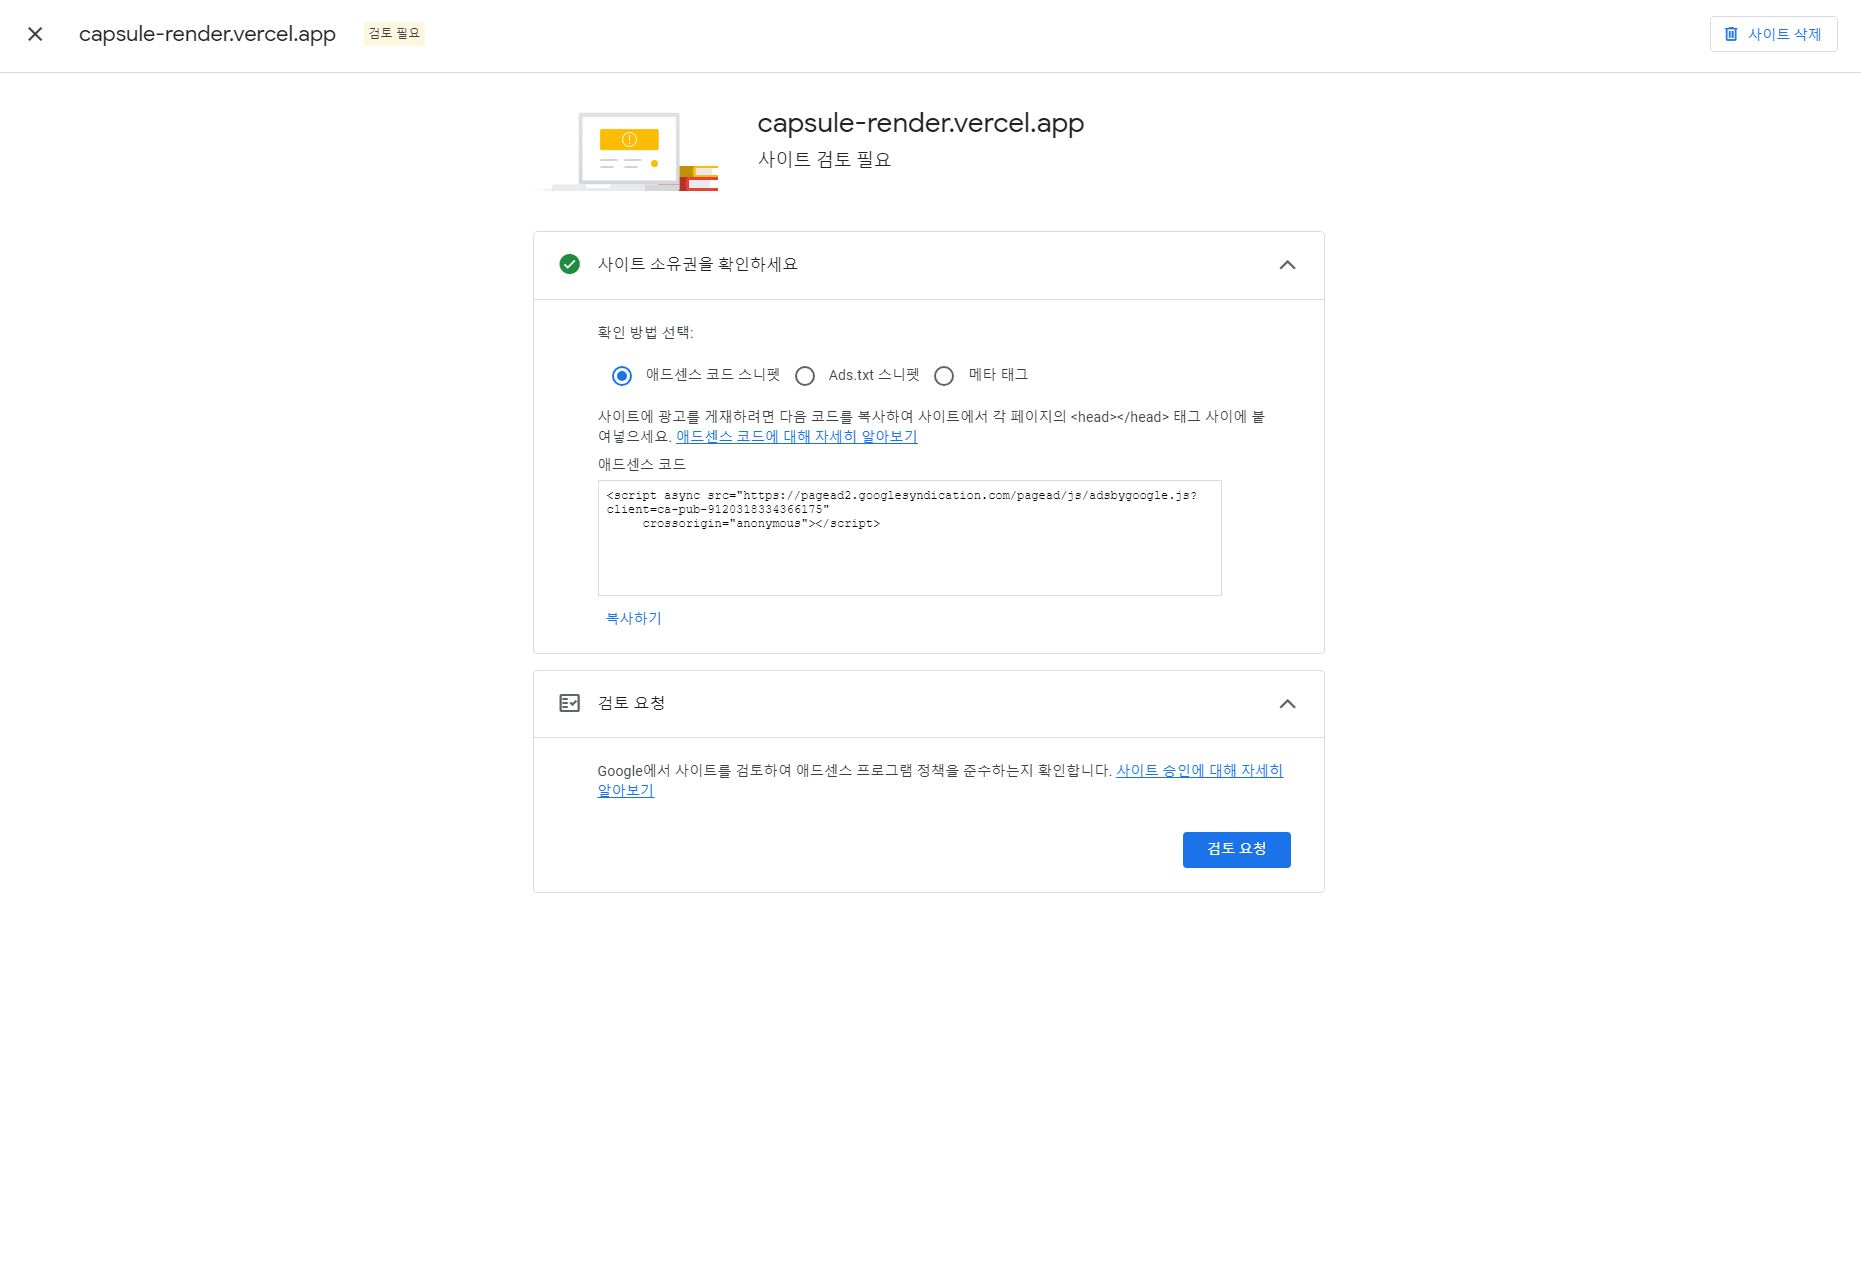 capsule-render.vercel.app
검토 필요
사이트 삭제
capsule-render.vercel.app
사이트 검토 필요
사이트 소유권을 확인하세요
확인 방법 선택:
애드센스 코드 스니펫
Ads.txt 스니펫
메타 태그
사이트에 광고를 게재하려면 다음 코드를 복사하여 사이트에서 각 페이지의 <head></head> 태그 사이에 붙
여넣으세요. 애드센스 코드에 대해 자세히 알아보기
애드센스 코드
<script async src="https://pagead2.googlesyndication.com/pagead/js/adsbygoogle.js?
client=ca-pub-9120318334366175"
crossorigin="anonymous"></script>
복사하기
검토 요청
Google에서 사이트를 검토하여 애드센스 프로그램 정책을 준수하는지 확인합니다. 사이트 승인에 대해 자세히
알아보기
검토 요청